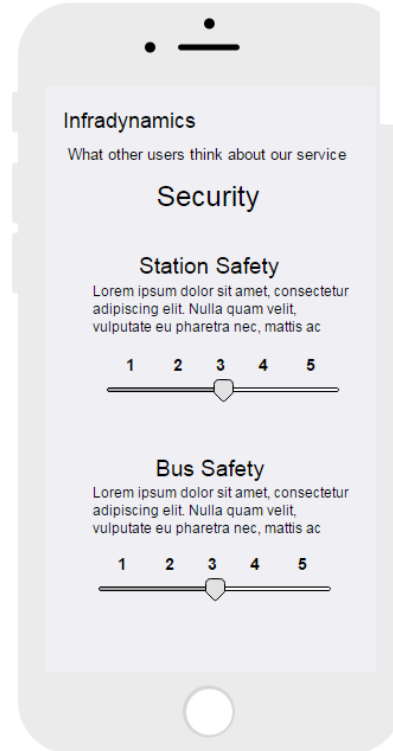 Infradynamics
What other users think about our service
Security
Station Safety
Lorem ipsum dolor sit amet, consectetur
adipiscing elit. Nulla quam velit,
vulputate eu pharetra nec, mattis ac
1 2 3 4 5
Bus Safety
Lorem ipsum dolor sit amet, consectetur
adipiscing elit. Nulla quam velit,
vulputate eu pharetra nec, mattis ac
1 2 3 4 5